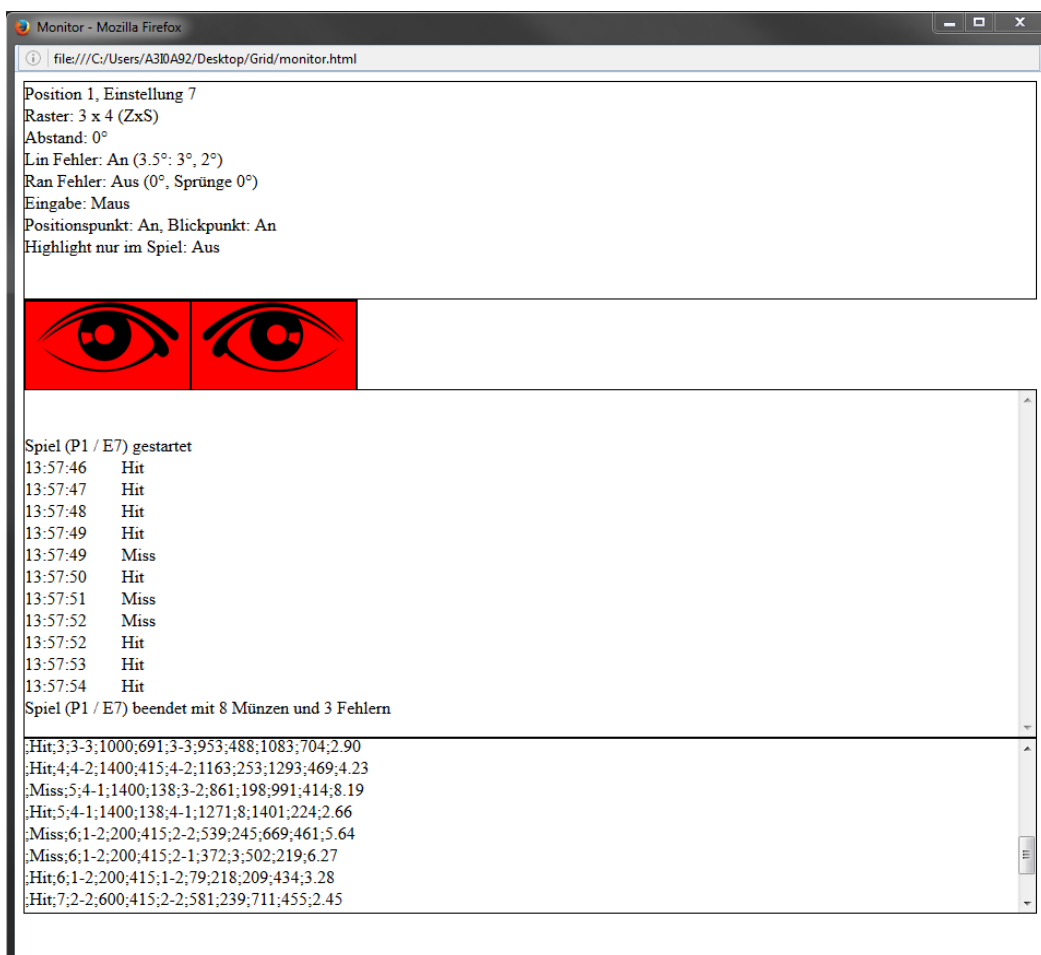 Monitor - Mozilla Firefox
file:///C:/Users/A3I0A92/Desktop/Grid/monitor.html
Position 1, Einstellung 7
Raster: 3 x 4 (ZxS)
Abstand: 0°
Lin Fehler: An (3.5°: 3°, 2°)
Ran Fehler: Aus (0°, Sprünge 0°)
Eingabe: Maus
Positionspunkt: An, Blickpunkt: An
Highlight nur im Spiel: Aus
Spiel (P1 / E7) gestartet
13:57:46 Hit
13:57:47 Hit
13:57:48 Hit
13:57:49 Hit
13:57:49 Miss
13:57:50 Hit
13:57:51 Miss
13:57:52 Miss
13:57:52 Hit
13:57:53 Hit
13:57:54 Hit
Spiel (P1 / E7) beendet mit 8 Münzen und 3 Fehlern
;Hit;3;3-3;1000;691;3-3;953;488;1083;704;2.90
;Hit;4;4-2;1400;415;4-2;1163;253;1293;469;4.23
;Miss;5;4-1;1400;138;3-2;861;198;991;414;8.19
;Hit;5;4-1;1400;138;4-1;1271;8;1401;224;2.66
;Miss;6;1-2;200;415;2-2;539;245;669;461;5.64
;Miss;6;1-2;200;415;2-1;372;3;502;219;6.27
;Hit;6;1-2;200;415;1-2;79;218;209;434;3.28
;Hit;7;2-2;600;415;2-2;581;239;711;455;2.45